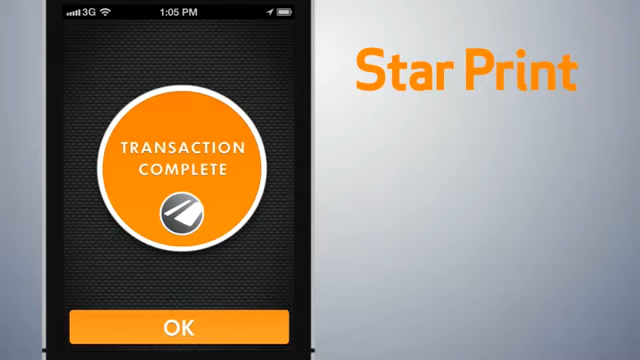 3G 1:05 PM
Star Print
TRANSACTION
COMPLETE
OK